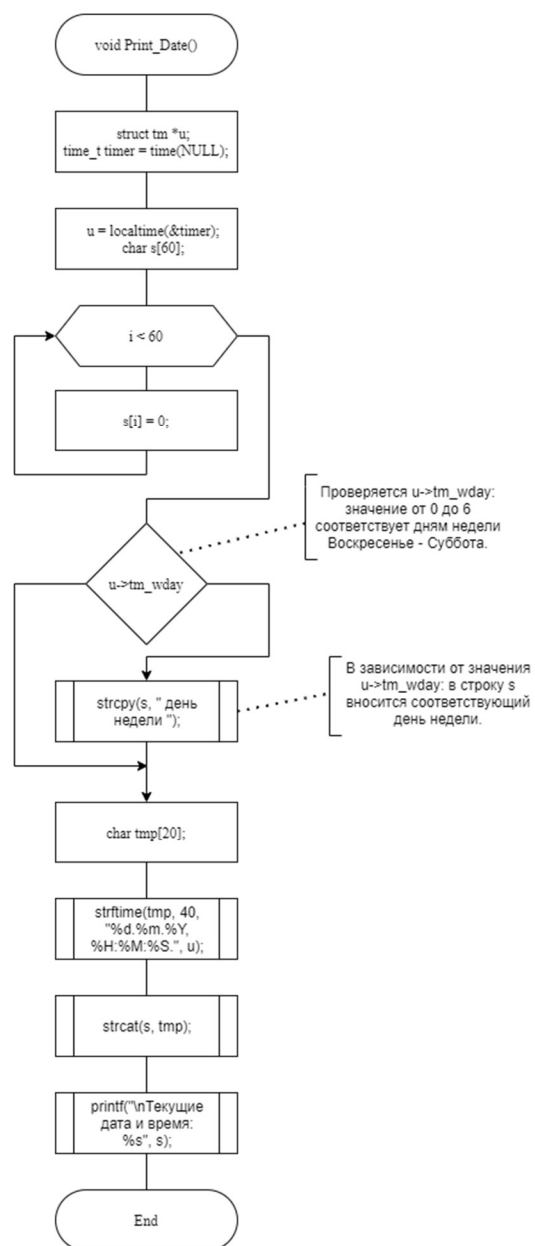 void Print_Date()
struct tm *u;
time_t timer = time(NULL);
u = localtime(&timer);
char s[60];
i < 60
s[i] = 0;
Проверяется u->tm_wday:
значение от 0 до 6
соответствует дням недели
Воскресенье - Суббота.
u->tm_wday
В зависимости от значения
u->tm_wday: в строку s
вносится соответствующий
день недели.
strcpy(s, " день
недели ");
char tmp[20];
strftime(tmp, 40,
"%d.%m.%Y,
%H:%M:%S.", u);
strcat(s, tmp);
printf("\nТекущие
дата и время:
%s", s);
End